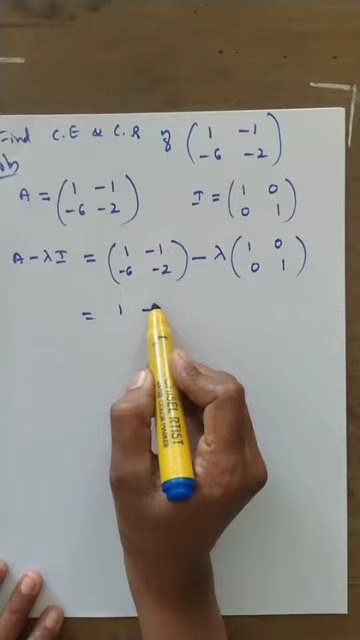 Find C.E & C.R of (1 -1
-6 -2)
A = (1 -1
-6 -2) I = (1 0
0 1)
A - λI = (1 -1
-6 -2) - λ (1 0
0 1)
= 1 -